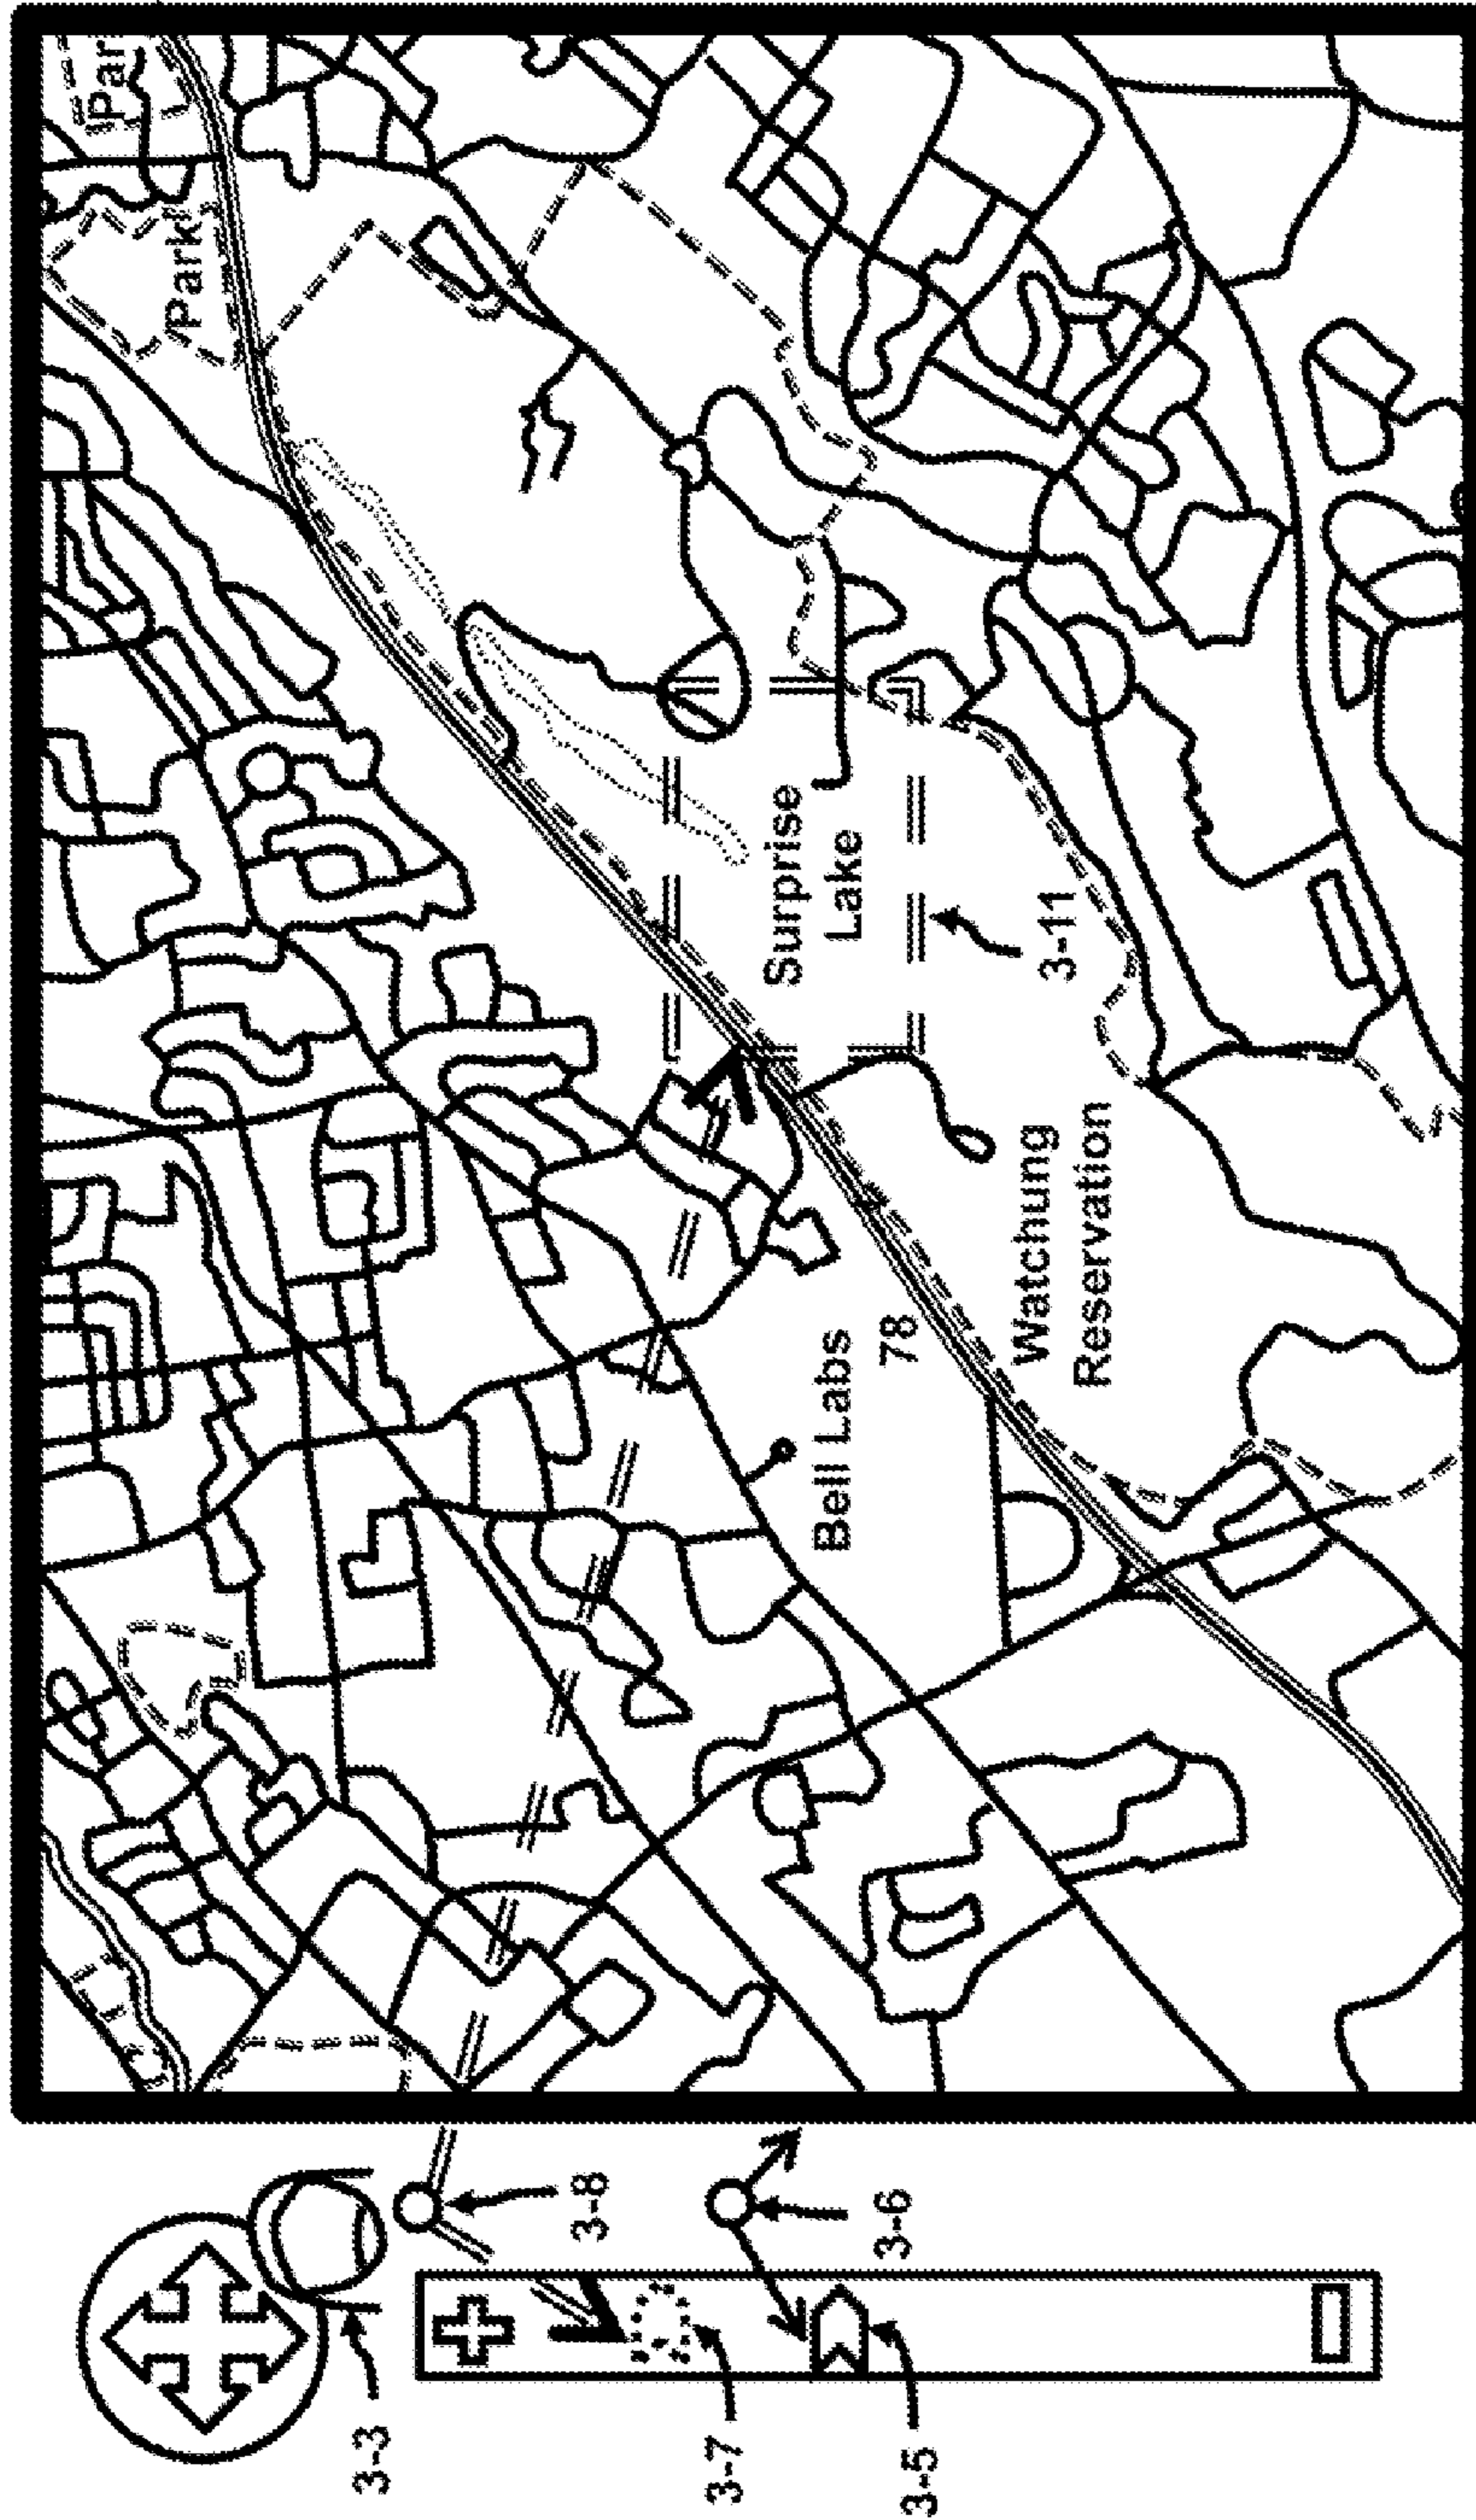 Par
Park
Surprise
Lake
3-11
Bell Labs
78
Watchung
Reservation
3-3
3-8
3-6
3-7
3-5